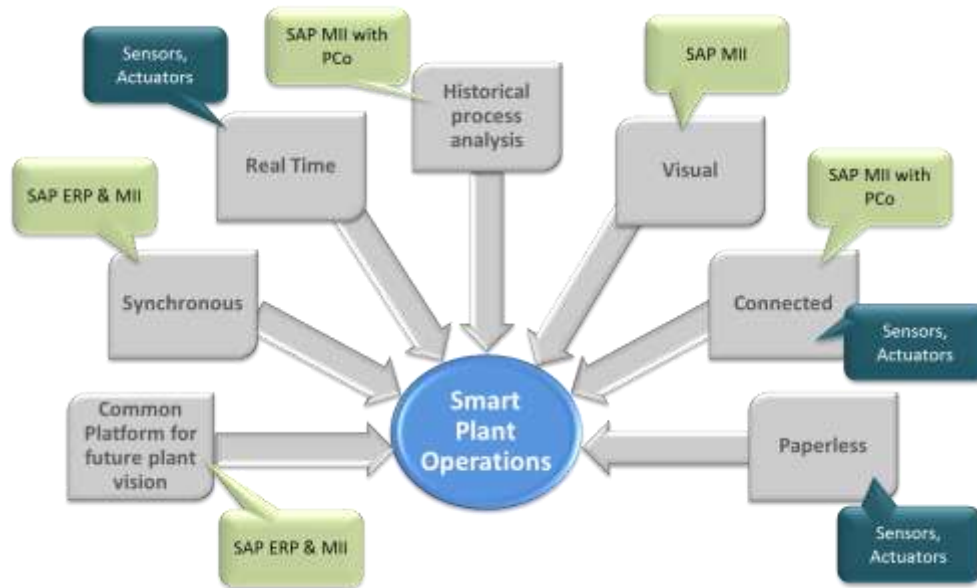 SAP MII with
PCo
SAP MII
Sensors,
Actuators
Historical
process
analysis
Real Time
Visual
SAP MII with
PCo
SAP ERP & MII
Synchronous
Connected
Sensors,
Actuators
Smart
Plant
Operations
Common
Platform for
future plant
vision
Paperless
SAP ERP & MII
Sensors,
Actuators